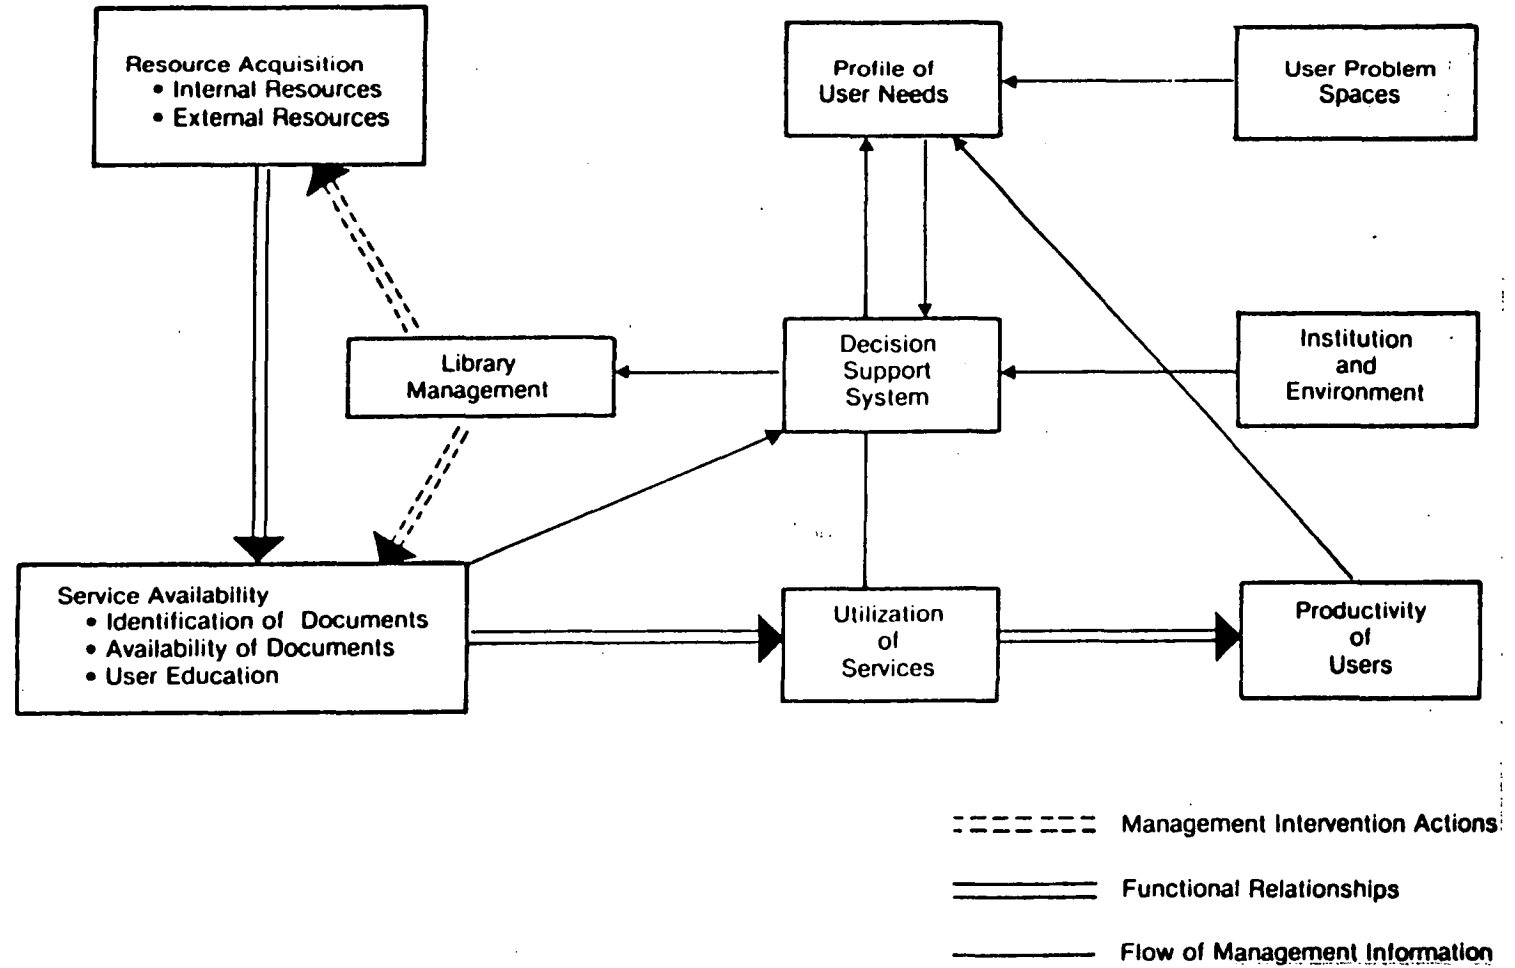 Resource Acquisition
• Internal Resources
• External Resources
Profile of
User Needs
User Problem
Spaces
Library
Management
Decision
Support
System
Institution
and
Environment
Service Availability
• Identification of Documents
• Availability of Documents
• User Education
Utilization
of
Services
Productivity
of
Users
Management Intervention Actions
Functional Relationships
Flow of Management Information